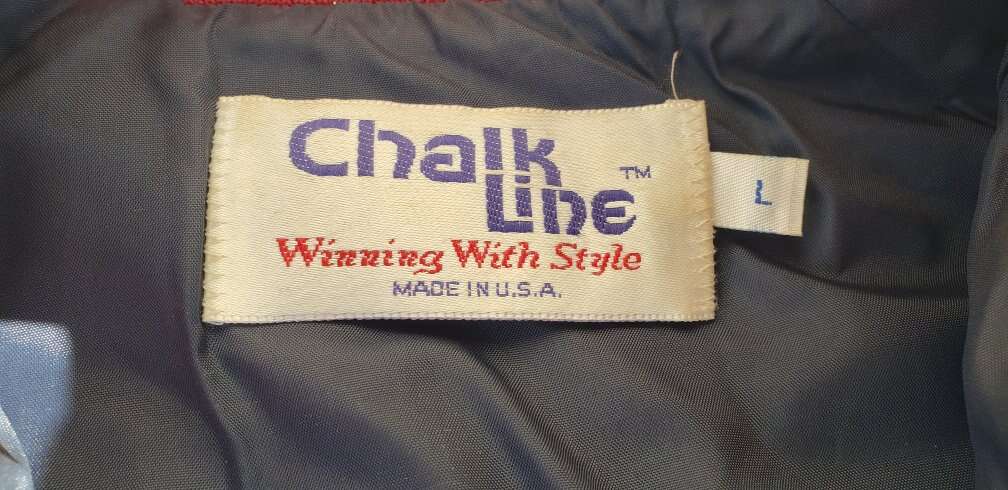 Chalk
Line™
Winning With Style
MADE IN U.S.A.
L